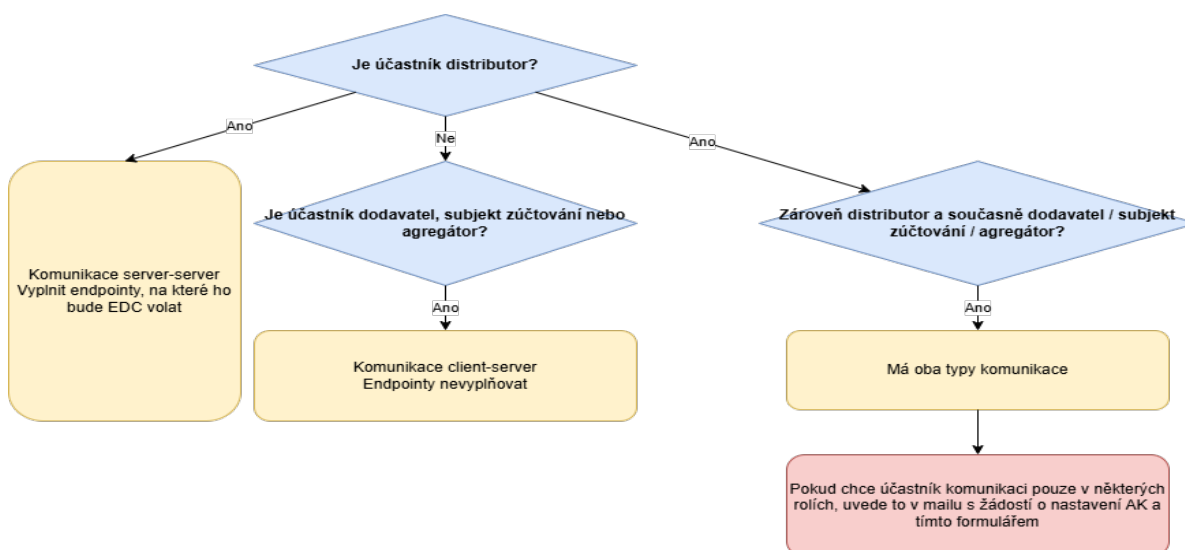 Je účastník distributor?
Ano
Ne
Ano
Komunikace server-server
Vyplnit endpointy, na které ho
bude EDC volat
Je účastník dodavatel, subjekt zúčtování nebo
agregátor?
Zároveň distributor a současně dodavatel / subjekt
zúčtování / agregátor?
Ano
Ano
Komunikace client-server
Endpointy nevyplňovat
Má oba typy komunikace
Pokud chce účastník komunikaci pouze v některých
rolích, uvede to v mailu s žádostí o nastavení AK a
tímto formulářem